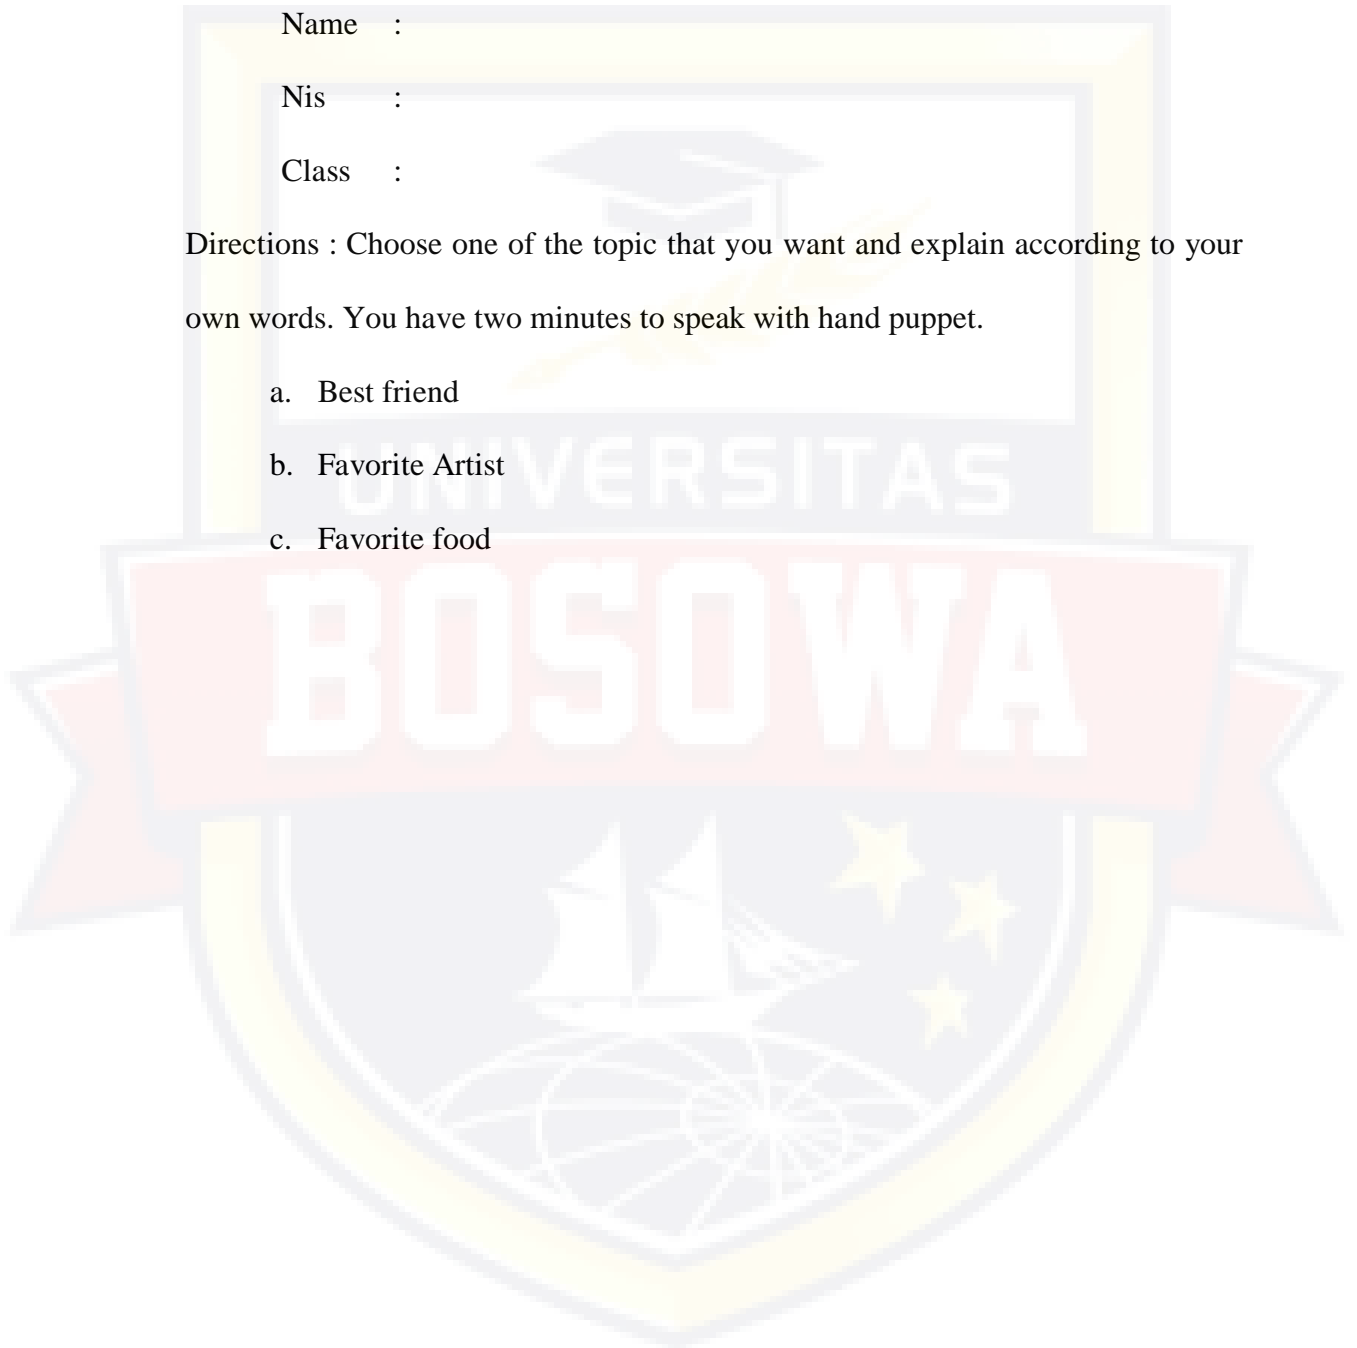 Name :
Nis :
Class :
Directions : Choose one of the topic that you want and explain according to your
own words. You have two minutes to speak with hand puppet.
a. Best friend
b. Favorite Artist
c. Favorite food
UNIVERSITAS
BOSOWA